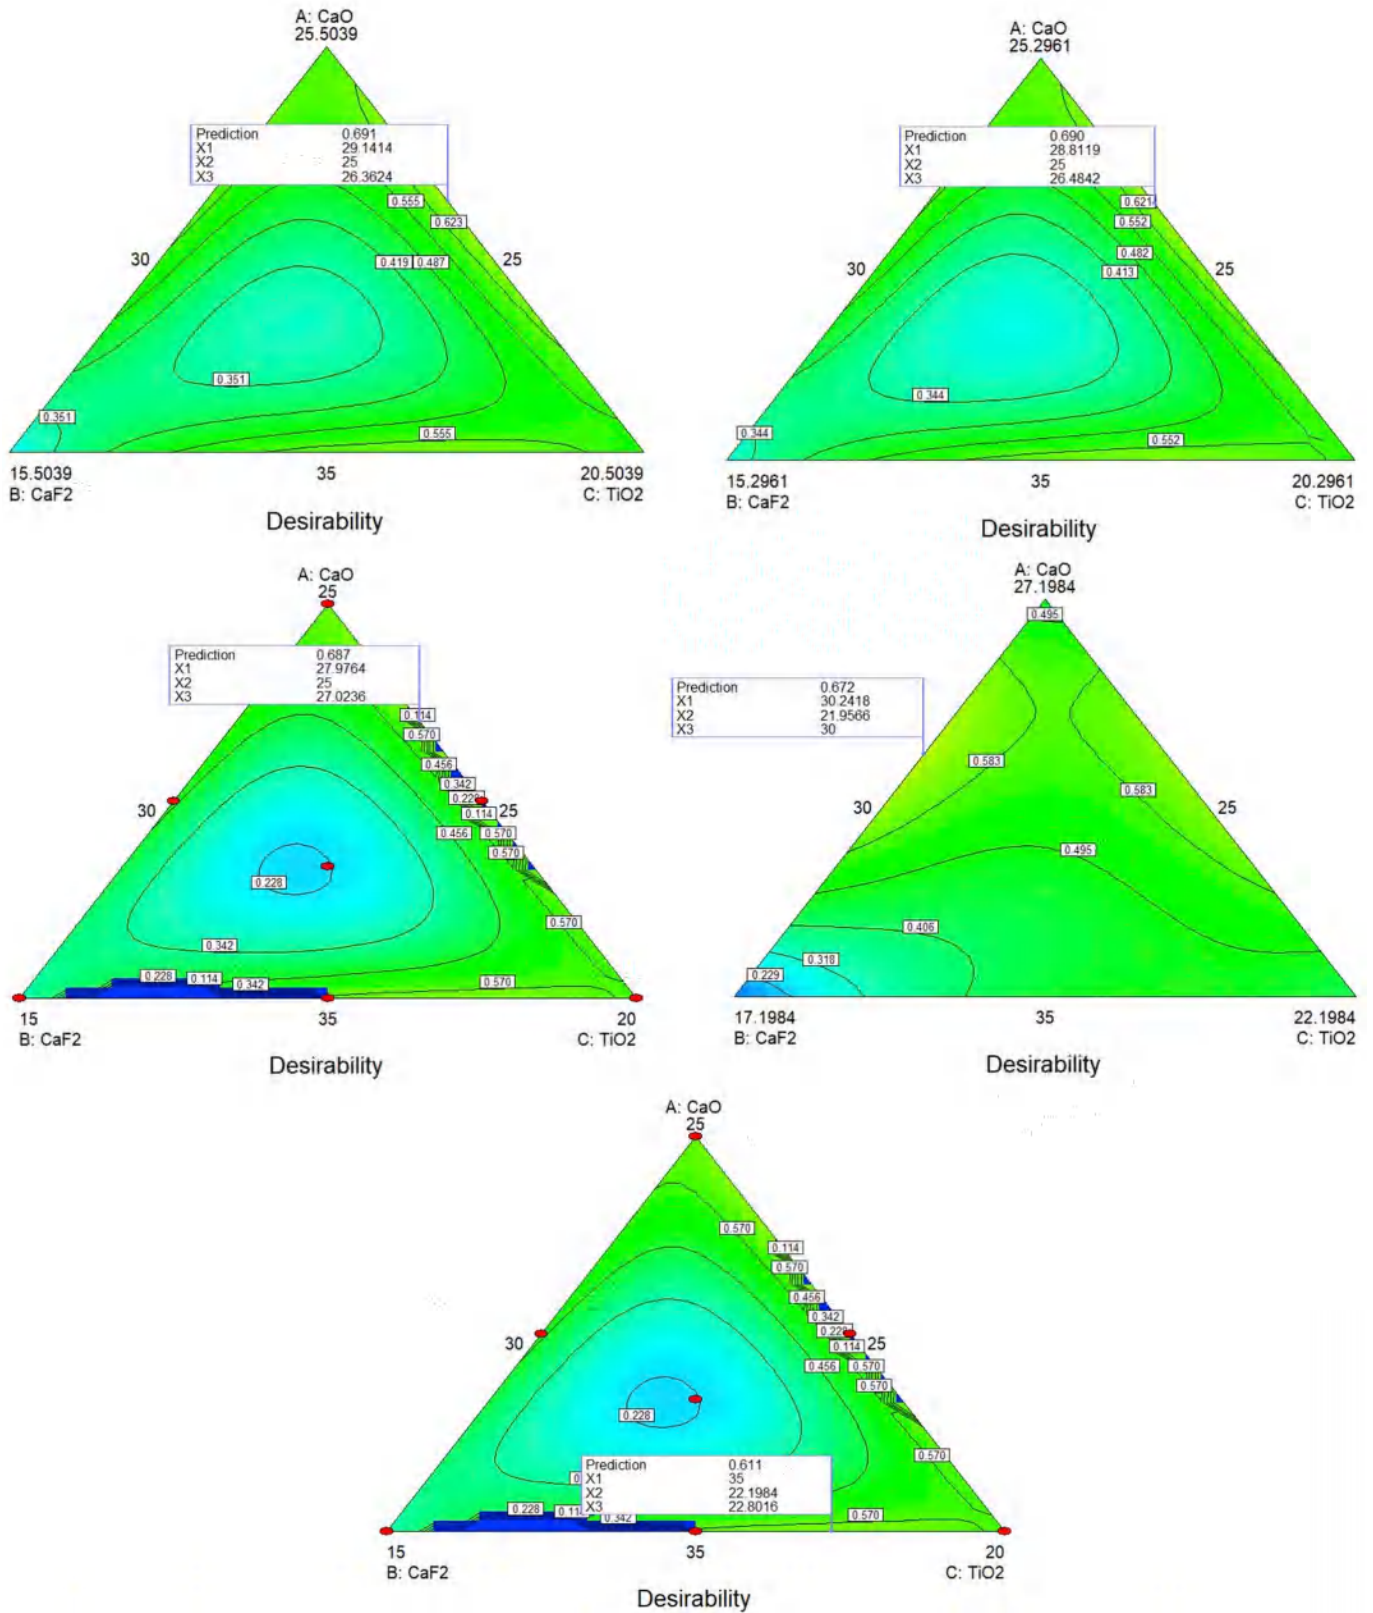 A: CaO
25.5039
Prediction 0.691
X1 29.1414
X2 25
X3 26.3624
0.555
0.623
30
0.419
0.487
25
0.351
0.351
0.555
15.5039
35
20.5039
B: CaF2
C: TiO2
Desirability
A: CaO
25.2961
Prediction 0.690
X1 28.8119
X2 25
X3 26.4842
0.621
0.552
0.482
30
0.413
25
0.344
0.344
0.552
15.2961
35
20.2961
B: CaF2
C: TiO2
Desirability
A: CaO
25
Prediction 0.687
X1 27.9764
X2 25
X3 27.0236
0.114
0.570
0.456
0.342
0.228
30
0.114
25
0.456
0.570
0.570
0.228
0.570
0.342
0.228
0.114
0.342
0.570
15
35
20
B: CaF2
C: TiO2
Desirability
A: CaO
27.1984
0.495
Prediction 0.672
X1 30.2418
X2 21.9566
X3 30
0.583
0.583
30
25
0.495
0.406
0.318
0.229
17.1984
35
22.1984
B: CaF2
C: TiO2
Desirability
A: CaO
25
0.570
0.114
0.570
0.456
0.342
0.228
30
0.114
25
0.456
0.570
0.570
0.228
0.570
Prediction 0.611
X1 35
X2 22.1984
X3 22.8016
0.228
0.342
0.570
15
35
20
B: CaF2
C: TiO2
Desirability